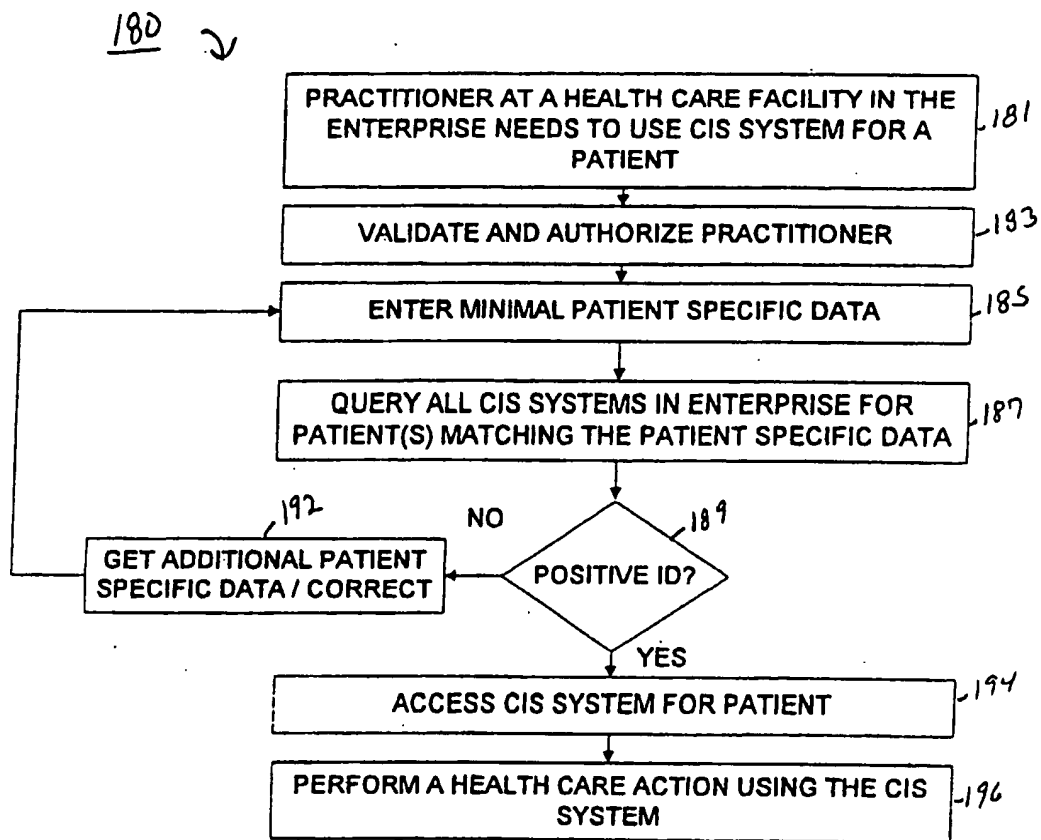 180
PRACTITIONER AT A HEALTH CARE FACILITY IN THE
ENTERPRISE NEEDS TO USE CIS SYSTEM FOR A
PATIENT
181
VALIDATE AND AUTHORIZE PRACTITIONER
183
ENTER MINIMAL PATIENT SPECIFIC DATA
185
QUERY ALL CIS SYSTEMS IN ENTERPRISE FOR
PATIENT(S) MATCHING THE PATIENT SPECIFIC DATA
187
192
NO
189
GET ADDITIONAL PATIENT
SPECIFIC DATA / CORRECT
POSITIVE ID?
YES
ACCESS CIS SYSTEM FOR PATIENT
194
PERFORM A HEALTH CARE ACTION USING THE CIS
SYSTEM
196